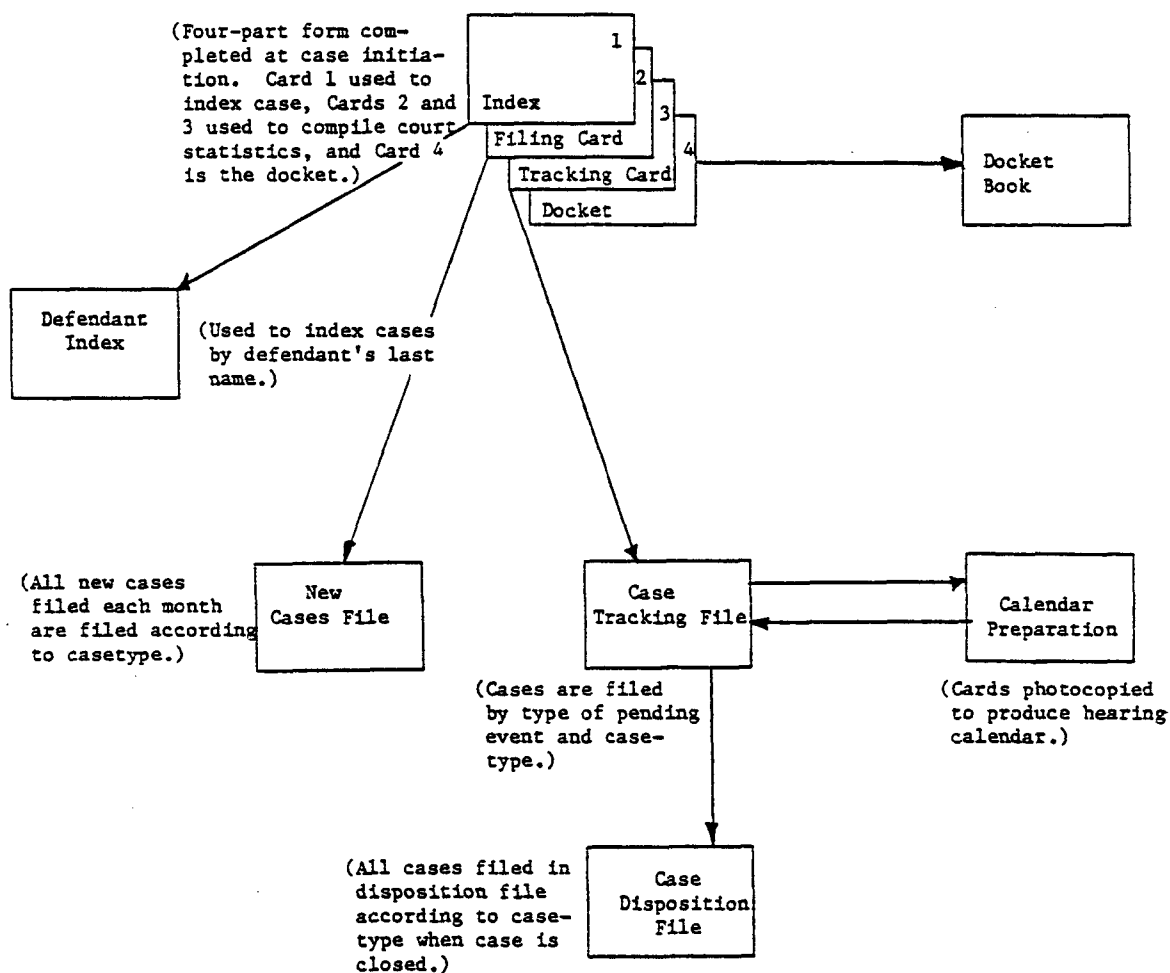 (Four-part form com-
pleted at case initia-
tion. Card 1 used to
index case, Cards 2 and
3 used to compile court
statistics, and Card 4
is the docket.)
1
Index
2
Filing Card
3
Tracking Card
4
Docket
Docket
Book
Defendant
Index
(Used to index cases
by defendant's last
name.)
(All new cases
filed each month
are filed according
to casetype.)
New
Cases File
Case
Tracking File
(Cases are filed
by type of pending
event and case-
type.)
Calendar
Preparation
(Cards photocopied
to produce hearing
calendar.)
(All cases filed in
disposition file
according to case-
type when case is
closed.)
Case
Disposition
File